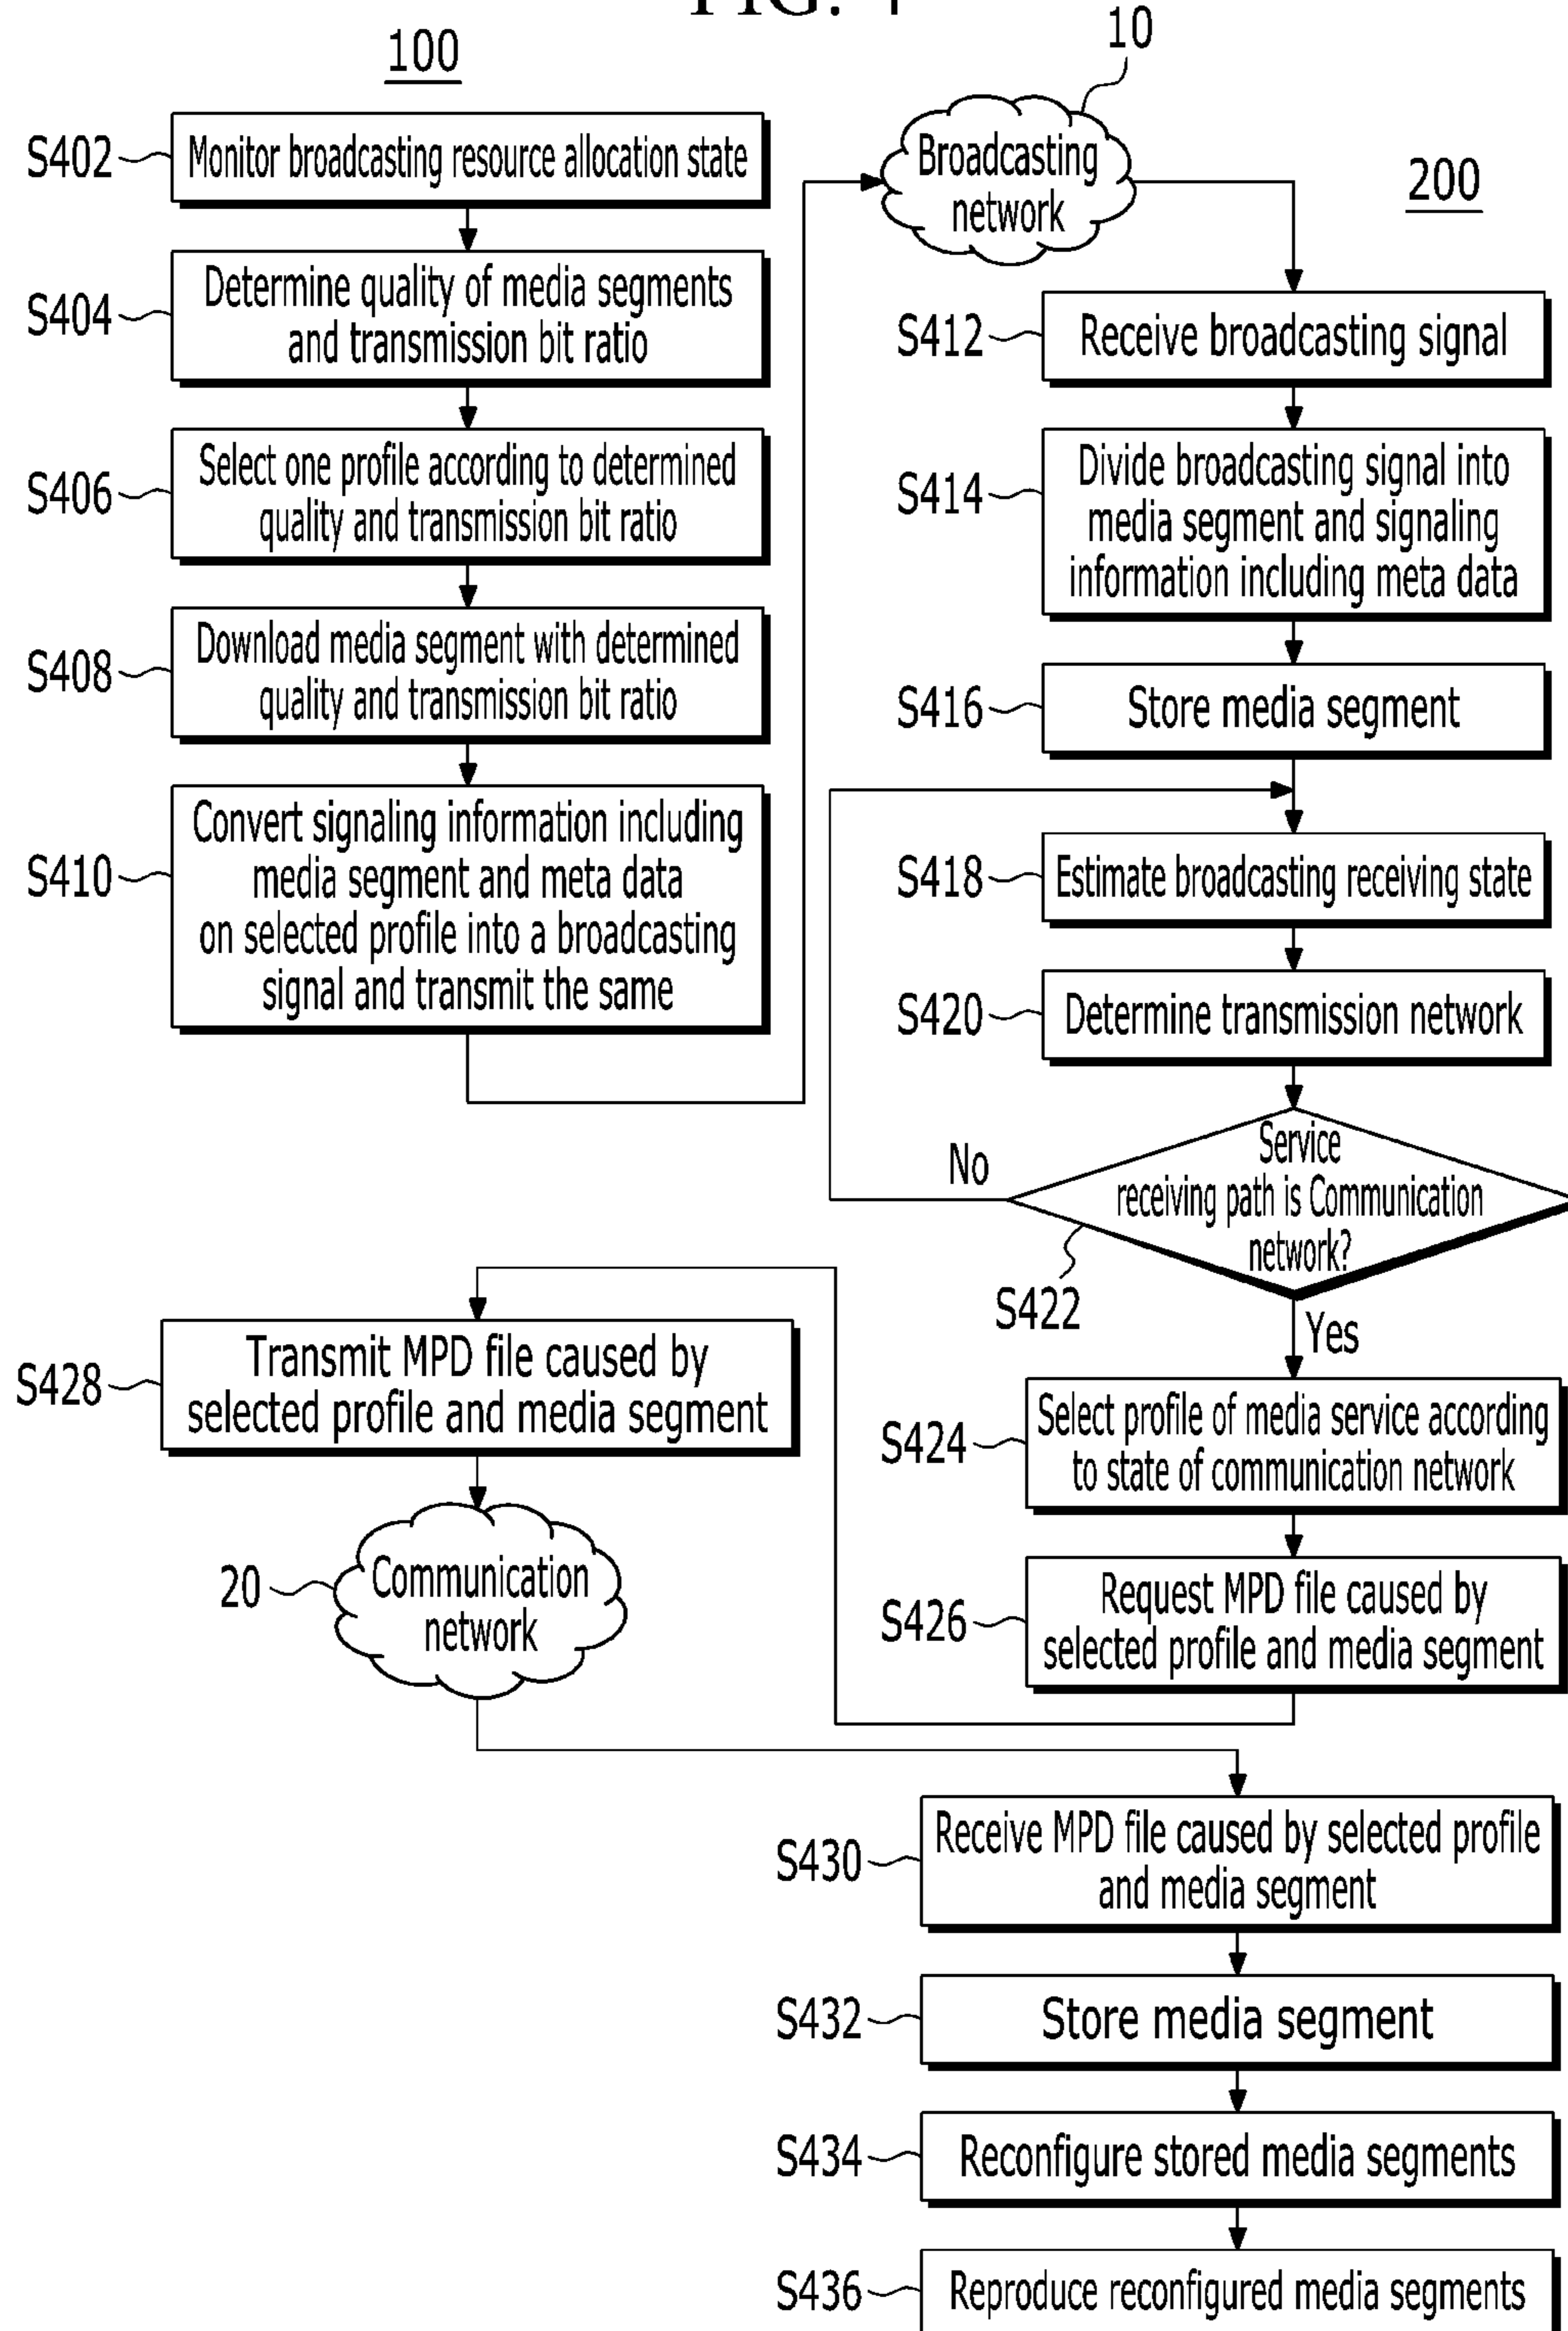 FIG. 4
100
S402
Monitor broadcasting resource allocation state
S404
Determine quality of media segments
and transmission bit ratio
S406
Select one profile according to determined
quality and transmission bit ratio
S408
Download media segment with determined
quality and transmission bit ratio
S410
Convert signaling information including
media segment and meta data
on selected profile into a broadcasting
signal and transmit the same
10
Broadcasting
network
200
S412
Receive broadcasting signal
S414
Divide broadcasting signal into
media segment and signaling
information including meta data
S416
Store media segment
S418
Estimate broadcasting receiving state
S420
Determine transmission network
No
Service
receiving path is Communication
network?
S422
Yes
S424
Select profile of media service according
to state of communication network
S426
Request MPD file caused by
selected profile and media segment
S428
Transmit MPD file caused by
selected profile and media segment
20
Communication
network
S430
Receive MPD file caused by selected profile
and media segment
S432
Store media segment
S434
Reconfigure stored media segments
S436
Reproduce reconfigured media segments